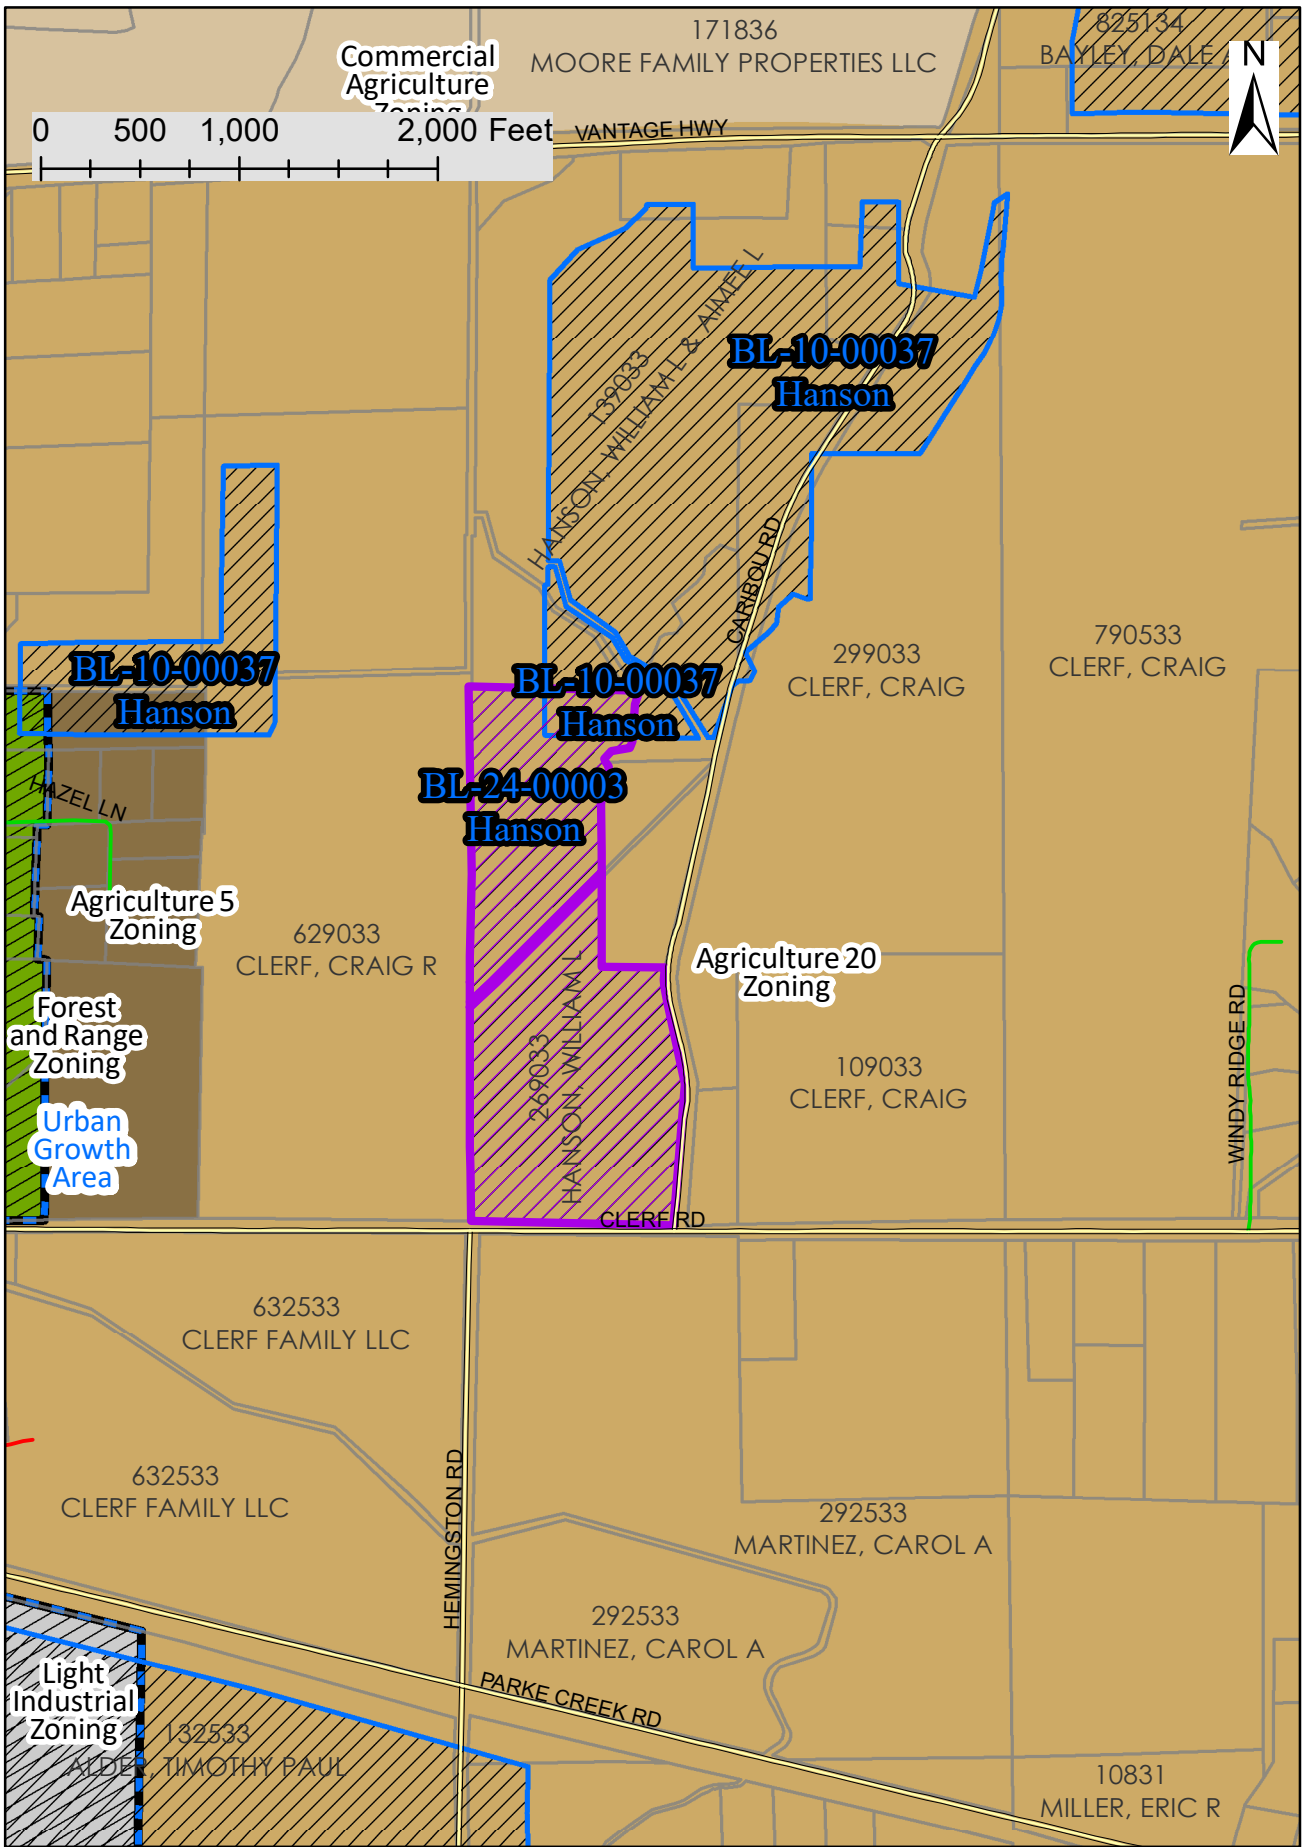 171836
MOORE FAMILY PROPERTIES LLC
825134
BAYLEY, DALE A
N
Commercial
Agriculture
Zoning
0 500 1,000 2,000 Feet
VANTAGE HWY
139033
HANSON, WILLIAM L & AIMEE L
BL-10-00037
Hanson
CARIBOU RD
299033
CLERF, CRAIG
790533
CLERF, CRAIG
BL-10-00037
Hanson
BL-10-00037
Hanson
BL-24-00003
Hanson
HAZEL LN
Agriculture 5
Zoning
629033
CLERF, CRAIG R
Agriculture 20
Zoning
Forest
and Range
Zoning
269033
HANSON, WILLIAM L
109033
CLERF, CRAIG
WINDY RIDGE RD
Urban
Growth
Area
CLERF RD
632533
CLERF FAMILY LLC
632533
CLERF FAMILY LLC
HEMINGSTON RD
292533
MARTINEZ, CAROL A
292533
MARTINEZ, CAROL A
PARKE CREEK RD
Light
Industrial
Zoning
132533
ALDER, TIMOTHY PAUL
10831
MILLER, ERIC R